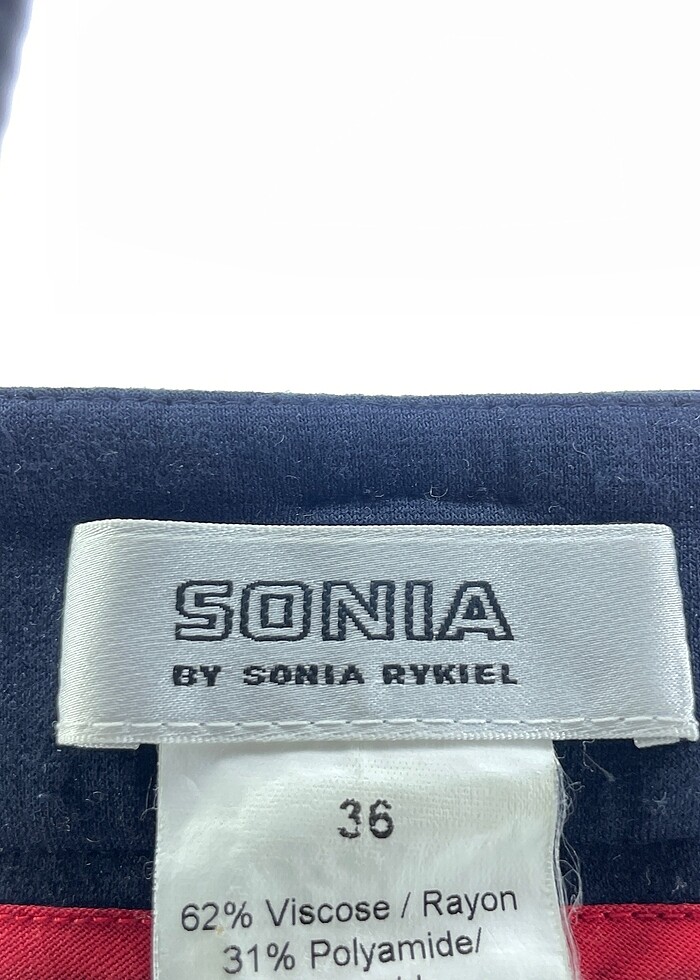 SONIA
BY SONIA RYKIEL
36
62% Viscose / Rayon
31% Polyamide/